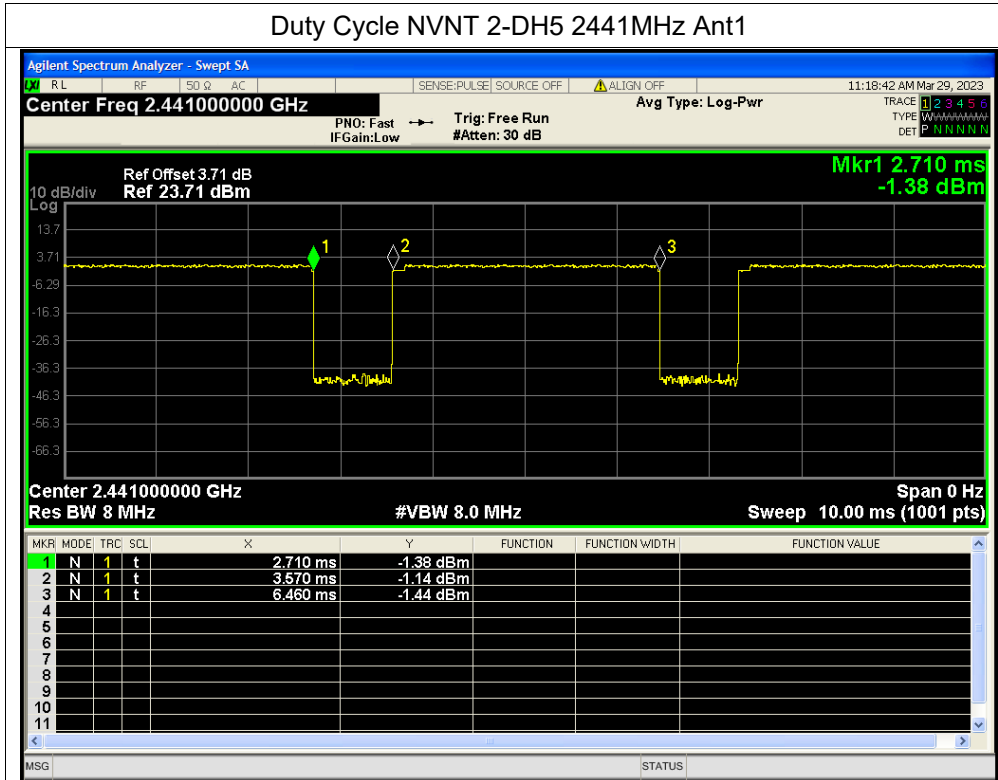 Duty Cycle NVNT 2-DH5 2441MHz Ant1
Agilent Spectrum Analyzer - Swept SA
LXI RL RF 50 Ω AC SENSE:PULSE SOURCE OFF ALIGN OFF 11:18:42 AM Mar 29, 2023
Center Freq 2.441000000 GHz Avg Type: Log-Pwr TRACE 1 2 3 4 5 6
PNO: Fast Trig: Free Run TYPE WWWWWW
IFGain:Low #Atten: 30 dB DET P N N N N N
Mkr1 2.710 ms
Ref Offset 3.71 dB
10 dB/div Ref 23.71 dBm -1.38 dBm
Log
13.7
1 2 3
3.71
-6.29
-16.3
-26.3
-36.3
-46.3
-56.3
-66.3
Center 2.441000000 GHz Span 0 Hz
Res BW 8 MHz #VBW 8.0 MHz Sweep 10.00 ms (1001 pts)
MKR MODE TRC SCL X Y FUNCTION FUNCTION WIDTH FUNCTION VALUE
1 N 1 t 2.710 ms -1.38 dBm
2 N 1 t 3.570 ms -1.14 dBm
3 N 1 t 6.460 ms -1.44 dBm
4
5
6
7
8
9
10
11
MSG STATUS